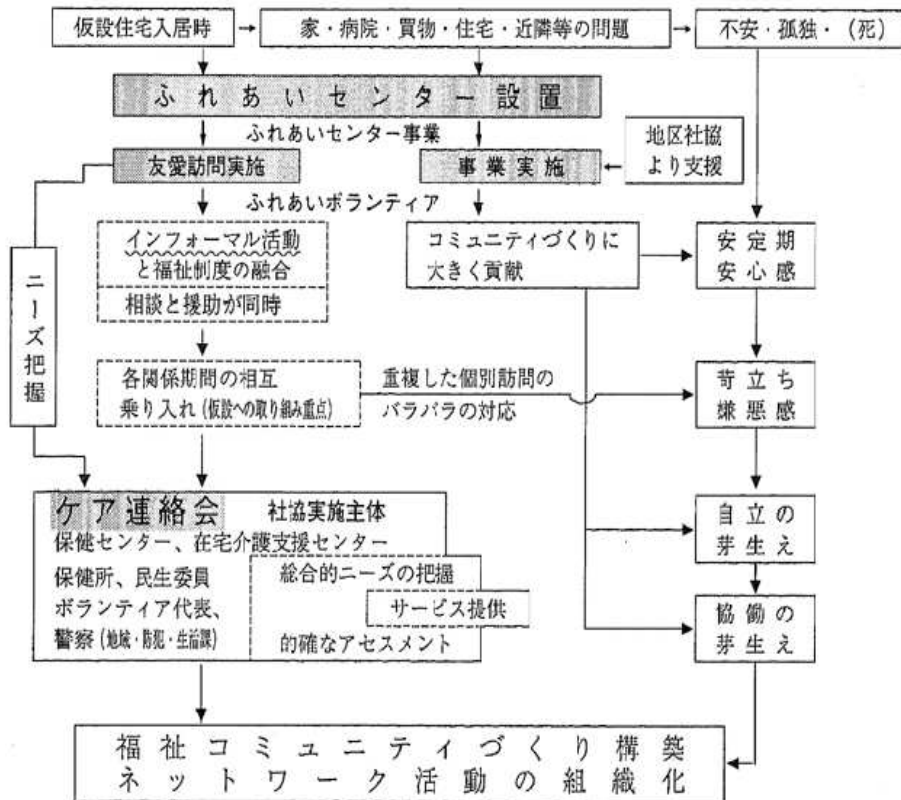 仮設住宅入居時
家・病院・買物・住宅・近隣等の問題
不安・孤独・(死)
ふれあいセンター設置
ふれあいセンター事業
友愛訪問実施
事業実施
地区社協
より支援
ふれあいボランティア
インフォーマル活動
と福祉制度の融合
相談と援助が同時
コミュニティづくりに
大きく貢献
安定期
安心感
ニーズ把握
各関係期間の相互
乗り入れ(仮設への取り組み重点)
重複した個別訪問の
バラバラの対応
苛立ち
嫌悪感
ケア連絡会 社協実施主体
保健センター、在宅介護支援センター
保健所、民生委員
ボランティア代表、
警察(地域・防犯・生活課)
総合的ニーズの把握
サービス提供
的確なアセスメント
自立の
芽生え
協働の
芽生え
福祉コミュニティづくり構築
ネットワーク活動の組織化